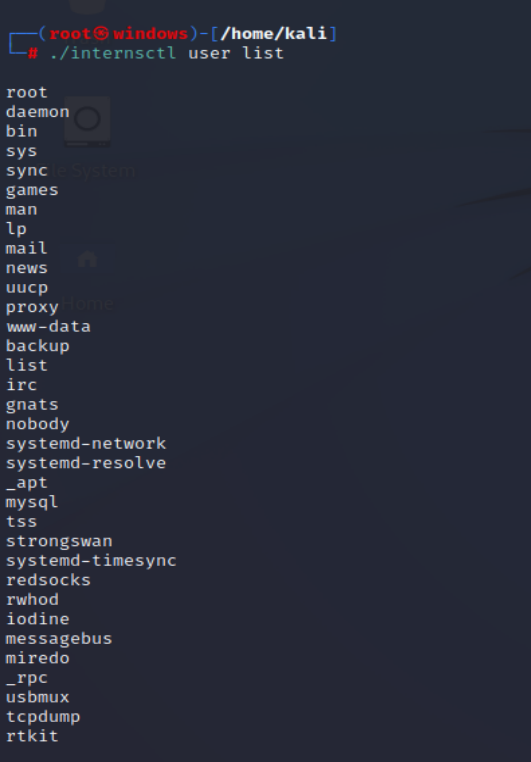 ┌──(root㉿windows)-[/home/kali]
└─# ./internsctl user list
root
daemon
bin
sys
sync
games
man
lp
mail
news
uucp
proxy
www-data
backup
list
irc
gnats
nobody
systemd-network
systemd-resolve
_apt
mysql
tss
strongswan
systemd-timesync
redsocks
rwhod
iodine
messagebus
miredo
_rpc
usbmux
tcpdump
rtkit
System
Home